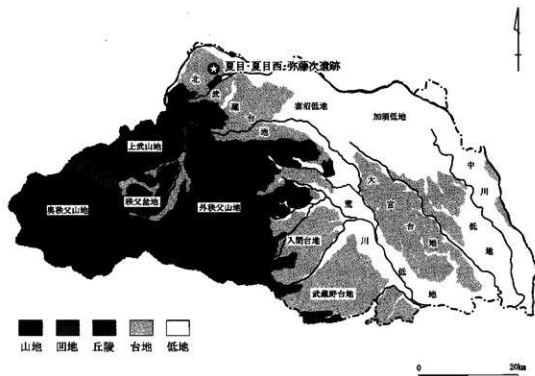 夏目・夏目西・弥藤次遺跡
北武蔵台地
妻沼低地
加須低地
上武山地
中川低地
大宮台地
奥秩父山地
秩父盆地
外秩父山地
荒川低地
入間台地
武蔵野台地
山地 凹地 丘陵 台地 低地
0 20km